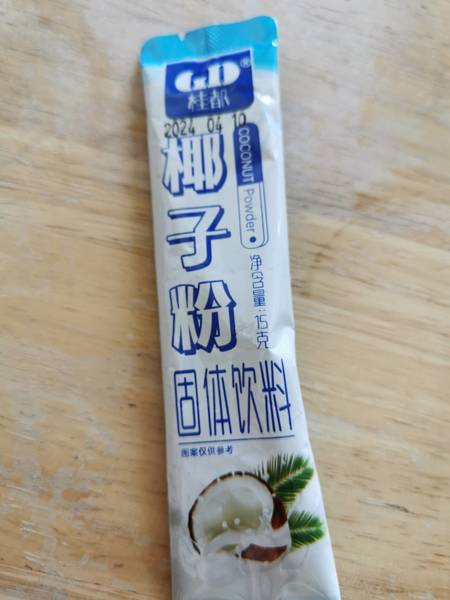 GD®
桂都
2024 04 10
椰子粉
COCONUT Powder
净含量:15克
固体饮料
图案仅供参考